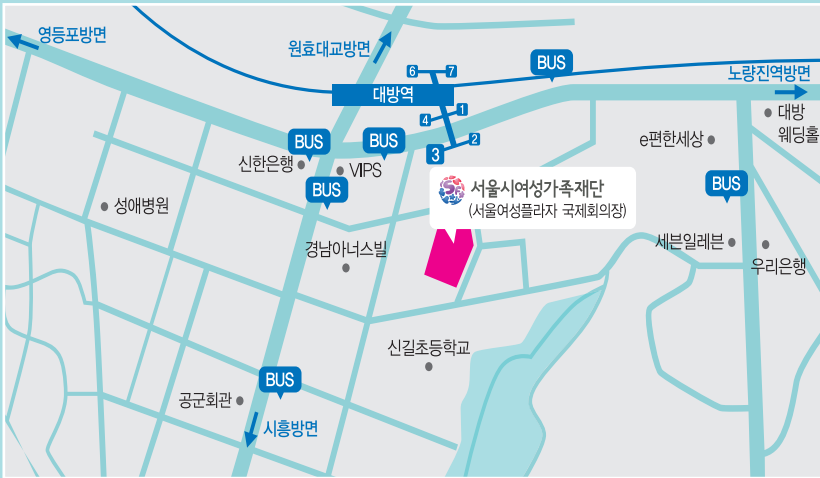 영등포방면
원효대교방면
BUS
노량진역방면
6
7
대방역
1
4
2
3
대방
웨딩홀
BUS
BUS
e편한세상
신한은행
VIPS
BUS
BUS
서울시여성가족재단
(서울여성플라자 국제회의장)
성애병원
경남아너스빌
세븐일레븐
우리은행
신길초등학교
BUS
공군회관
시흥방면